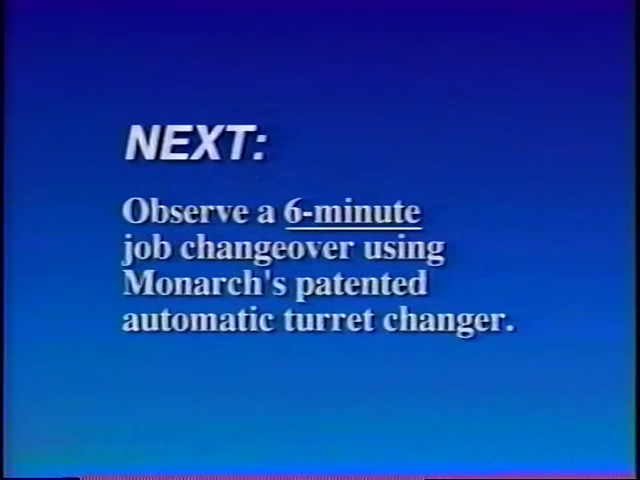 NEXT:
Observe a 6-minute
job changeover using
Monarch's patented
automatic turret changer.